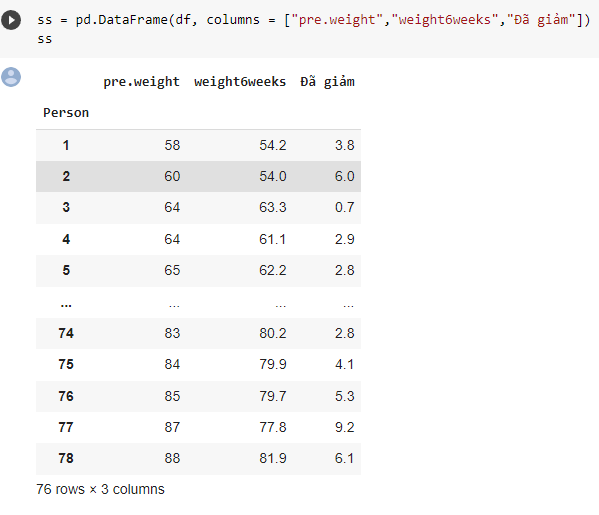 ss = pd.DataFrame(df, columns = ["pre.weight","weight6weeks","Đã giảm"])
ss
pre.weight weight6weeks Đã giảm
Person
1 58 54.2 3.8
2 60 54.0 6.0
3 64 63.3 0.7
4 64 61.1 2.9
5 65 62.2 2.8
... ... ... ...
74 83 80.2 2.8
75 84 79.9 4.1
76 85 79.7 5.3
77 87 77.8 9.2
78 88 81.9 6.1
76 rows × 3 columns